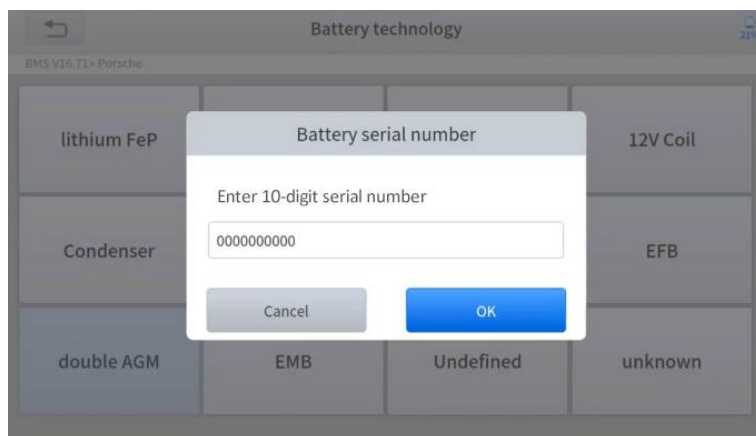 Battery technology
21%
BMS V16.71> Porsche
lithium FeP
12V Coil
Battery serial number
Enter 10-digit serial number
0000000000
Cancel
OK
Condenser
EFB
double AGM
EMB
Undefined
unknown